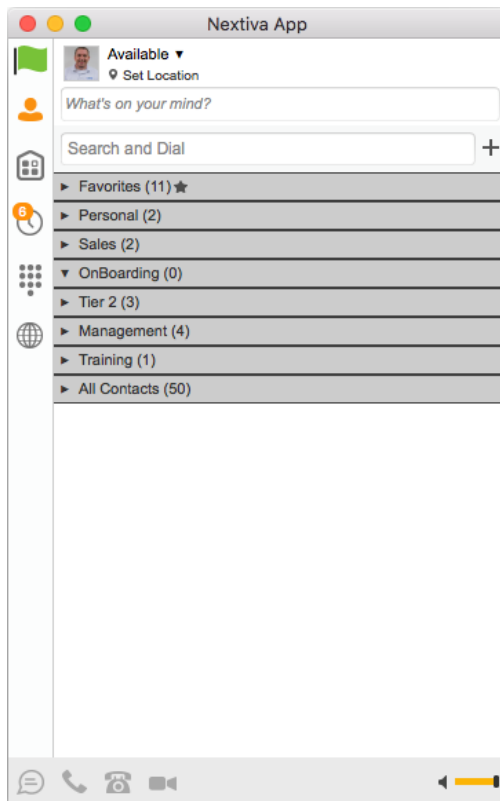 Nextiva App
Available ▾
Set Location
What's on your mind?
Search and Dial
Favorites (11)
Personal (2)
Sales (2)
6
OnBoarding (0)
Tier 2 (3)
Management (4)
Training (1)
All Contacts (50)